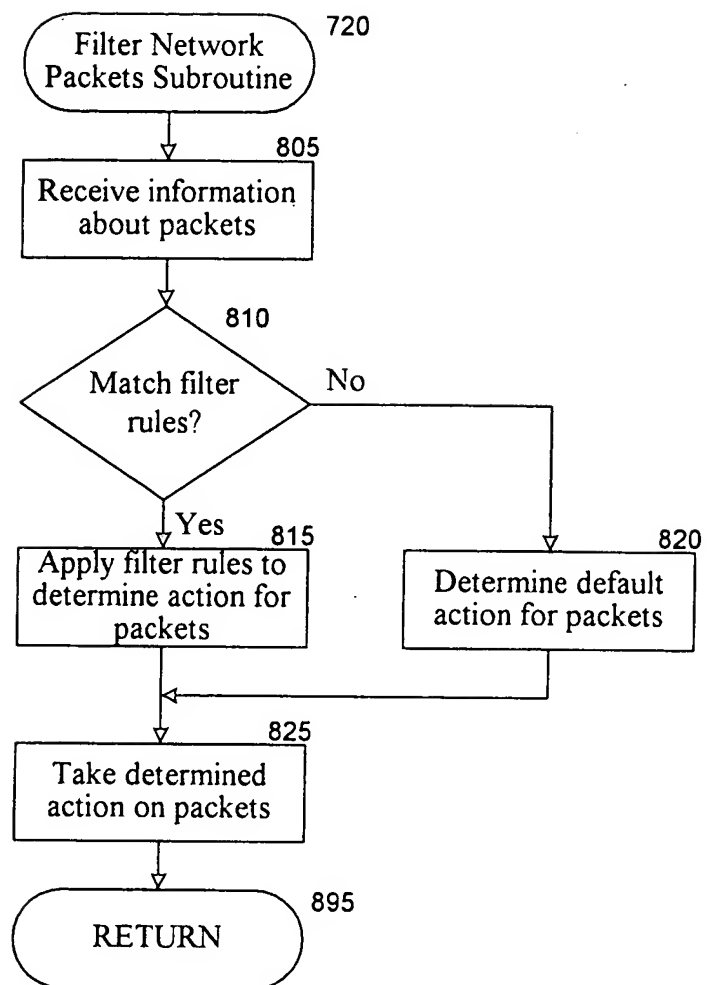 720
Filter Network
Packets Subroutine
805
Receive information
about packets
810
Match filter
rules?
No
Yes
815
Apply filter rules to
determine action for
packets
820
Determine default
action for packets
825
Take determined
action on packets
895
RETURN